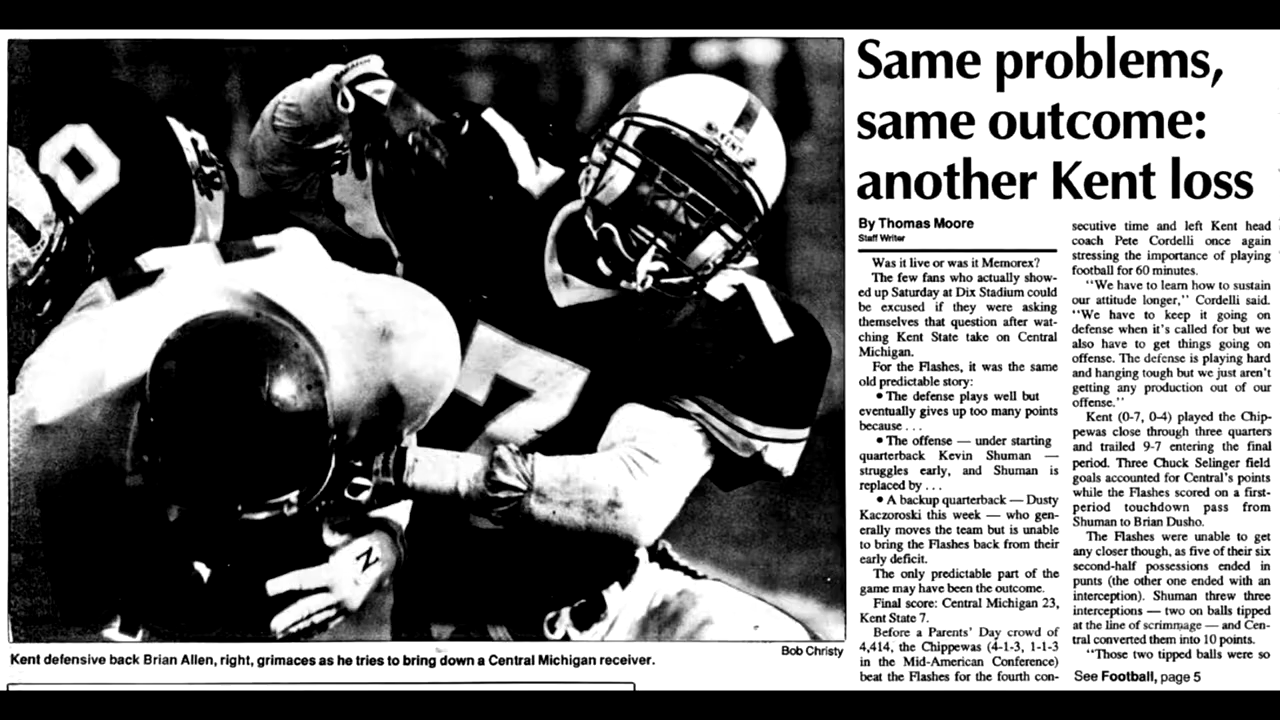 Same problems,
same outcome:
another Kent loss
By Thomas Moore
Staff Writer
Was it live or was it Memorex?
The few fans who actually show-
ed up Saturday at Dix Stadium could
be excused if they were asking
themselves that question after wat-
ching Kent State take on Central
Michigan.
For the Flashes, it was the same
old predictable story:
• The defense plays well but
eventually gives up too many points
because . . .
• The offense — under starting
quarterback Kevin Shuman —
struggles early, and Shuman is
replaced by . . .
• A backup quarterback — Dusty
Kaczoroski this week — who gen-
erally moves the team but is unable
to bring the Flashes back from their
early deficit.
The only predictable part of the
game may have been the outcome.
Final score: Central Michigan 23,
Kent State 7.
Before a Parents' Day crowd of
4,414, the Chippewas (4-1-3, 1-1-3
in the Mid-American Conference)
beat the Flashes for the fourth con-
secutive time and left Kent head
coach Pete Cordelli once again
stressing the importance of playing
football for 60 minutes.
"We have to learn how to sustain
our attitude longer," Cordelli said.
"We have to keep it going on
defense when it's called for but we
also have to get things going on
offense. The defense is playing hard
and hanging tough but we just aren't
getting any production out of our
offense."
Kent (0-7, 0-4) played the Chip-
pewas close through three quarters
and trailed 9-7 entering the final
period. Three Chuck Selinger field
goals accounted for Central's points
while the Flashes scored on a first-
period touchdown pass from
Shuman to Brian Dusho.
The Flashes were unable to get
any closer though, as five of their six
second-half possessions ended in
punts (the other one ended with an
interception). Shuman threw three
interceptions — two on balls tipped
at the line of scrimmage — and Cen-
tral converted them into 10 points.
"Those two tipped balls were so
See Football, page 5
KENT
7
N
Bob Christy
Kent defensive back Brian Allen, right, grimaces as he tries to bring down a Central Michigan receiver.